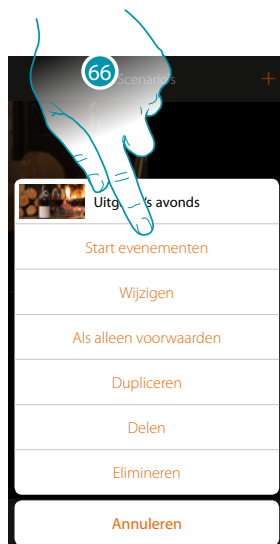 66
Scenario's
+
Uitg 's avonds
Start evenementen
Wijzigen
Als alleen voorwaarden
Dupliceren
Delen
Elimineren
Annuleren